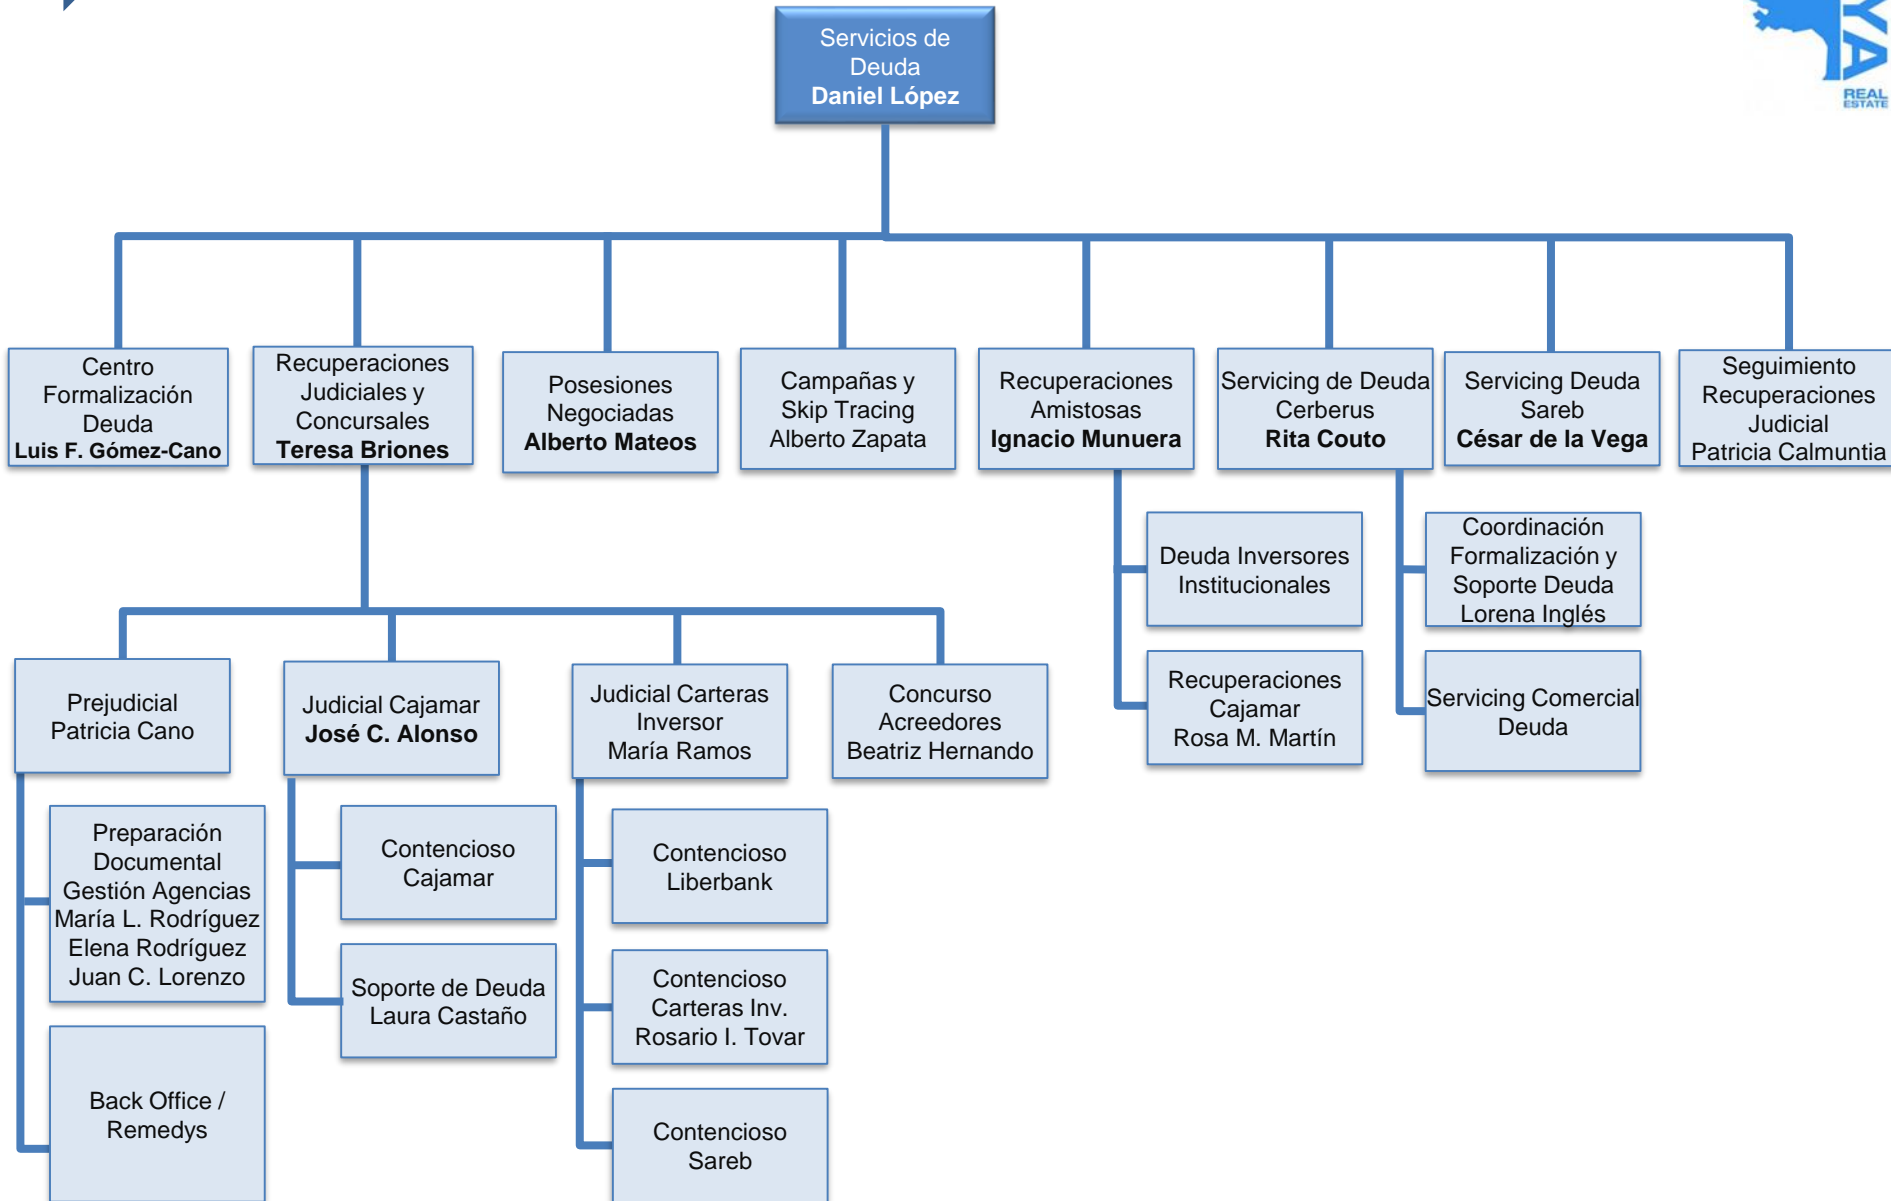 Servicios de
Deuda
Daniel López
YA
REAL
ESTATE
Centro
Formalización
Deuda
Luis F. Gómez-Cano
Recuperaciones
Judiciales y
Concursales
Teresa Briones
Posesiones
Negociadas
Alberto Mateos
Campañas y
Skip Tracing
Alberto Zapata
Recuperaciones
Amistosas
Ignacio Munuera
Servicing de Deuda
Cerberus
Rita Couto
Servicing Deuda
Sareb
César de la Vega
Seguimiento
Recuperaciones
Judicial
Patricia Calmuntia
Deuda Inversores
Institucionales
Coordinación
Formalización y
Soporte Deuda
Lorena Inglés
Recuperaciones
Cajamar
Rosa M. Martín
Servicing Comercial
Deuda
Prejudicial
Patricia Cano
Judicial Cajamar
José C. Alonso
Judicial Carteras
Inversor
María Ramos
Concurso
Acreedores
Beatriz Hernando
Preparación
Documental
Gestión Agencias
María L. Rodríguez
Elena Rodríguez
Juan C. Lorenzo
Contencioso
Cajamar
Contencioso
Liberbank
Soporte de Deuda
Laura Castaño
Contencioso
Carteras Inv.
Rosario I. Tovar
Back Office /
Remedys
Contencioso
Sareb